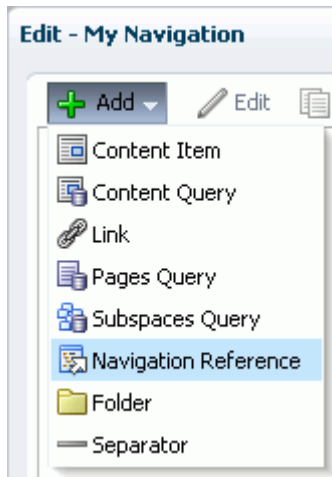 Edit - My Navigation
Add Edit
Content Item
Content Query
Link
Pages Query
Subspaces Query
Navigation Reference
Folder
Separator